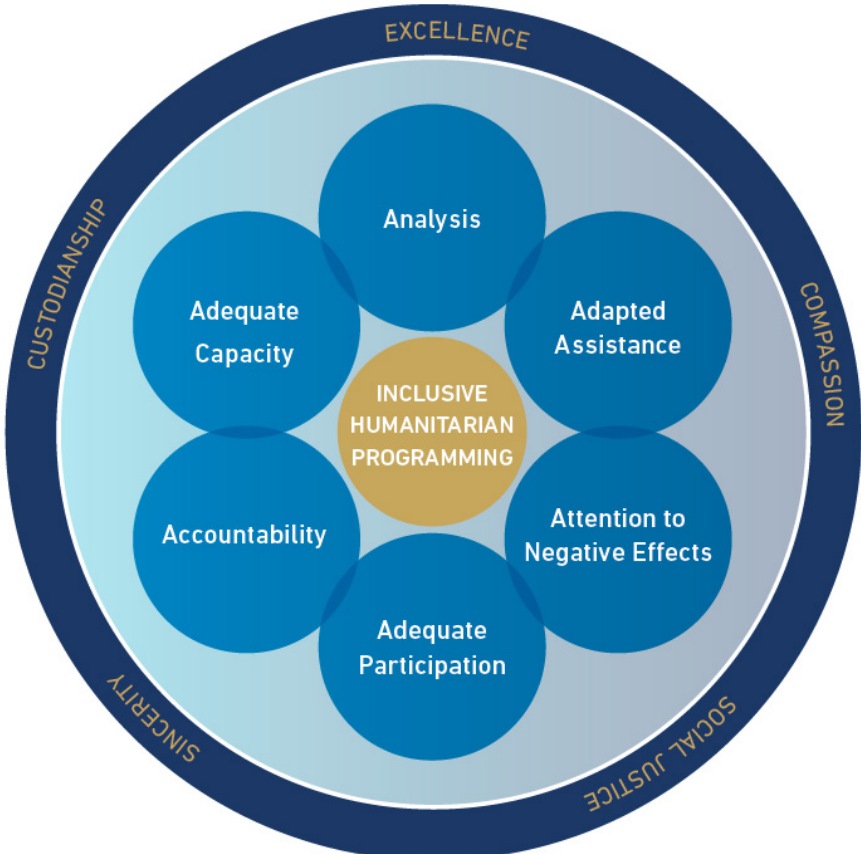 EXCELLENCE
CUSTODIANSHIP
COMPASSION
Analysis
Adequate
Capacity
Adapted
Assistance
INCLUSIVE
HUMANITARIAN
PROGRAMMING
Accountability
Attention to
Negative Effects
Adequate
Participation
SINCERITY
SOCIAL JUSTICE